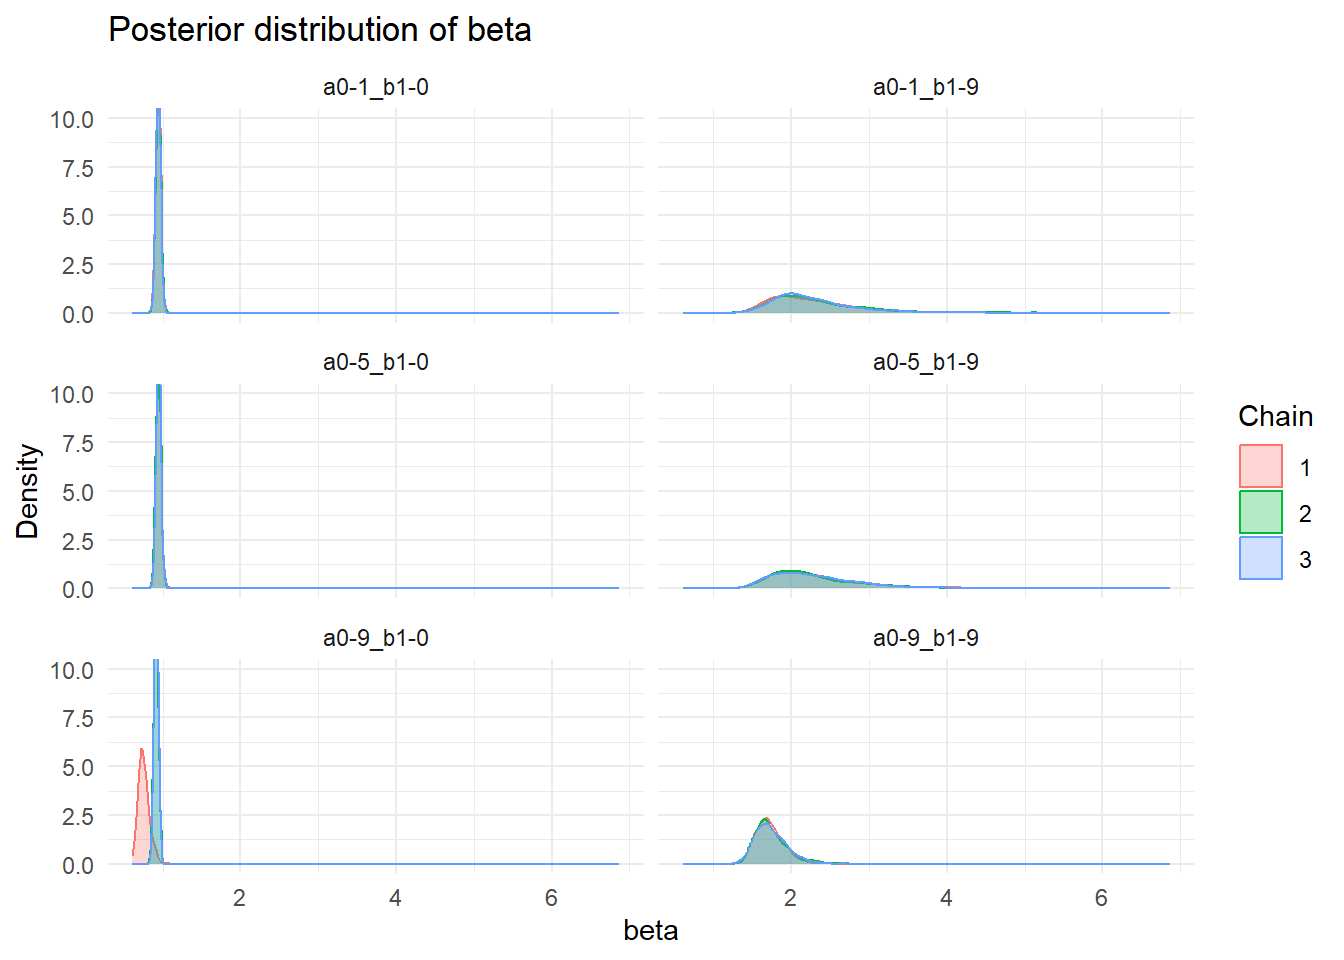 Posterior distribution of beta
a0-1_b1-0
a0-1_b1-9
10.0
7.5
5.0
2.5
0.0
a0-5_b1-0
a0-5_b1-9
10.0
7.5
5.0
2.5
0.0
a0-9_b1-0
a0-9_b1-9
10.0
7.5
5.0
2.5
0.0
2 4 6
2 4 6
beta
Density
Chain
1
2
3